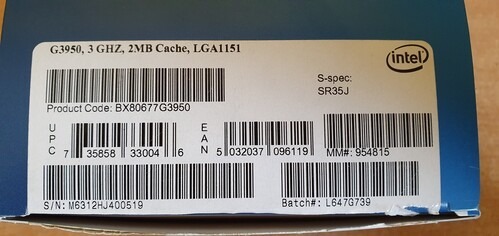 G3950, 3 GHZ, 2MB Cache, LGA1151
intel
S-spec:
SR35J
Product Code: BX80677G3950
UPC
7 35858 33004 6
EAN
5 032037 096119
MM#: 954815
S/N: M6312HJ400519
Batch#: L647G739